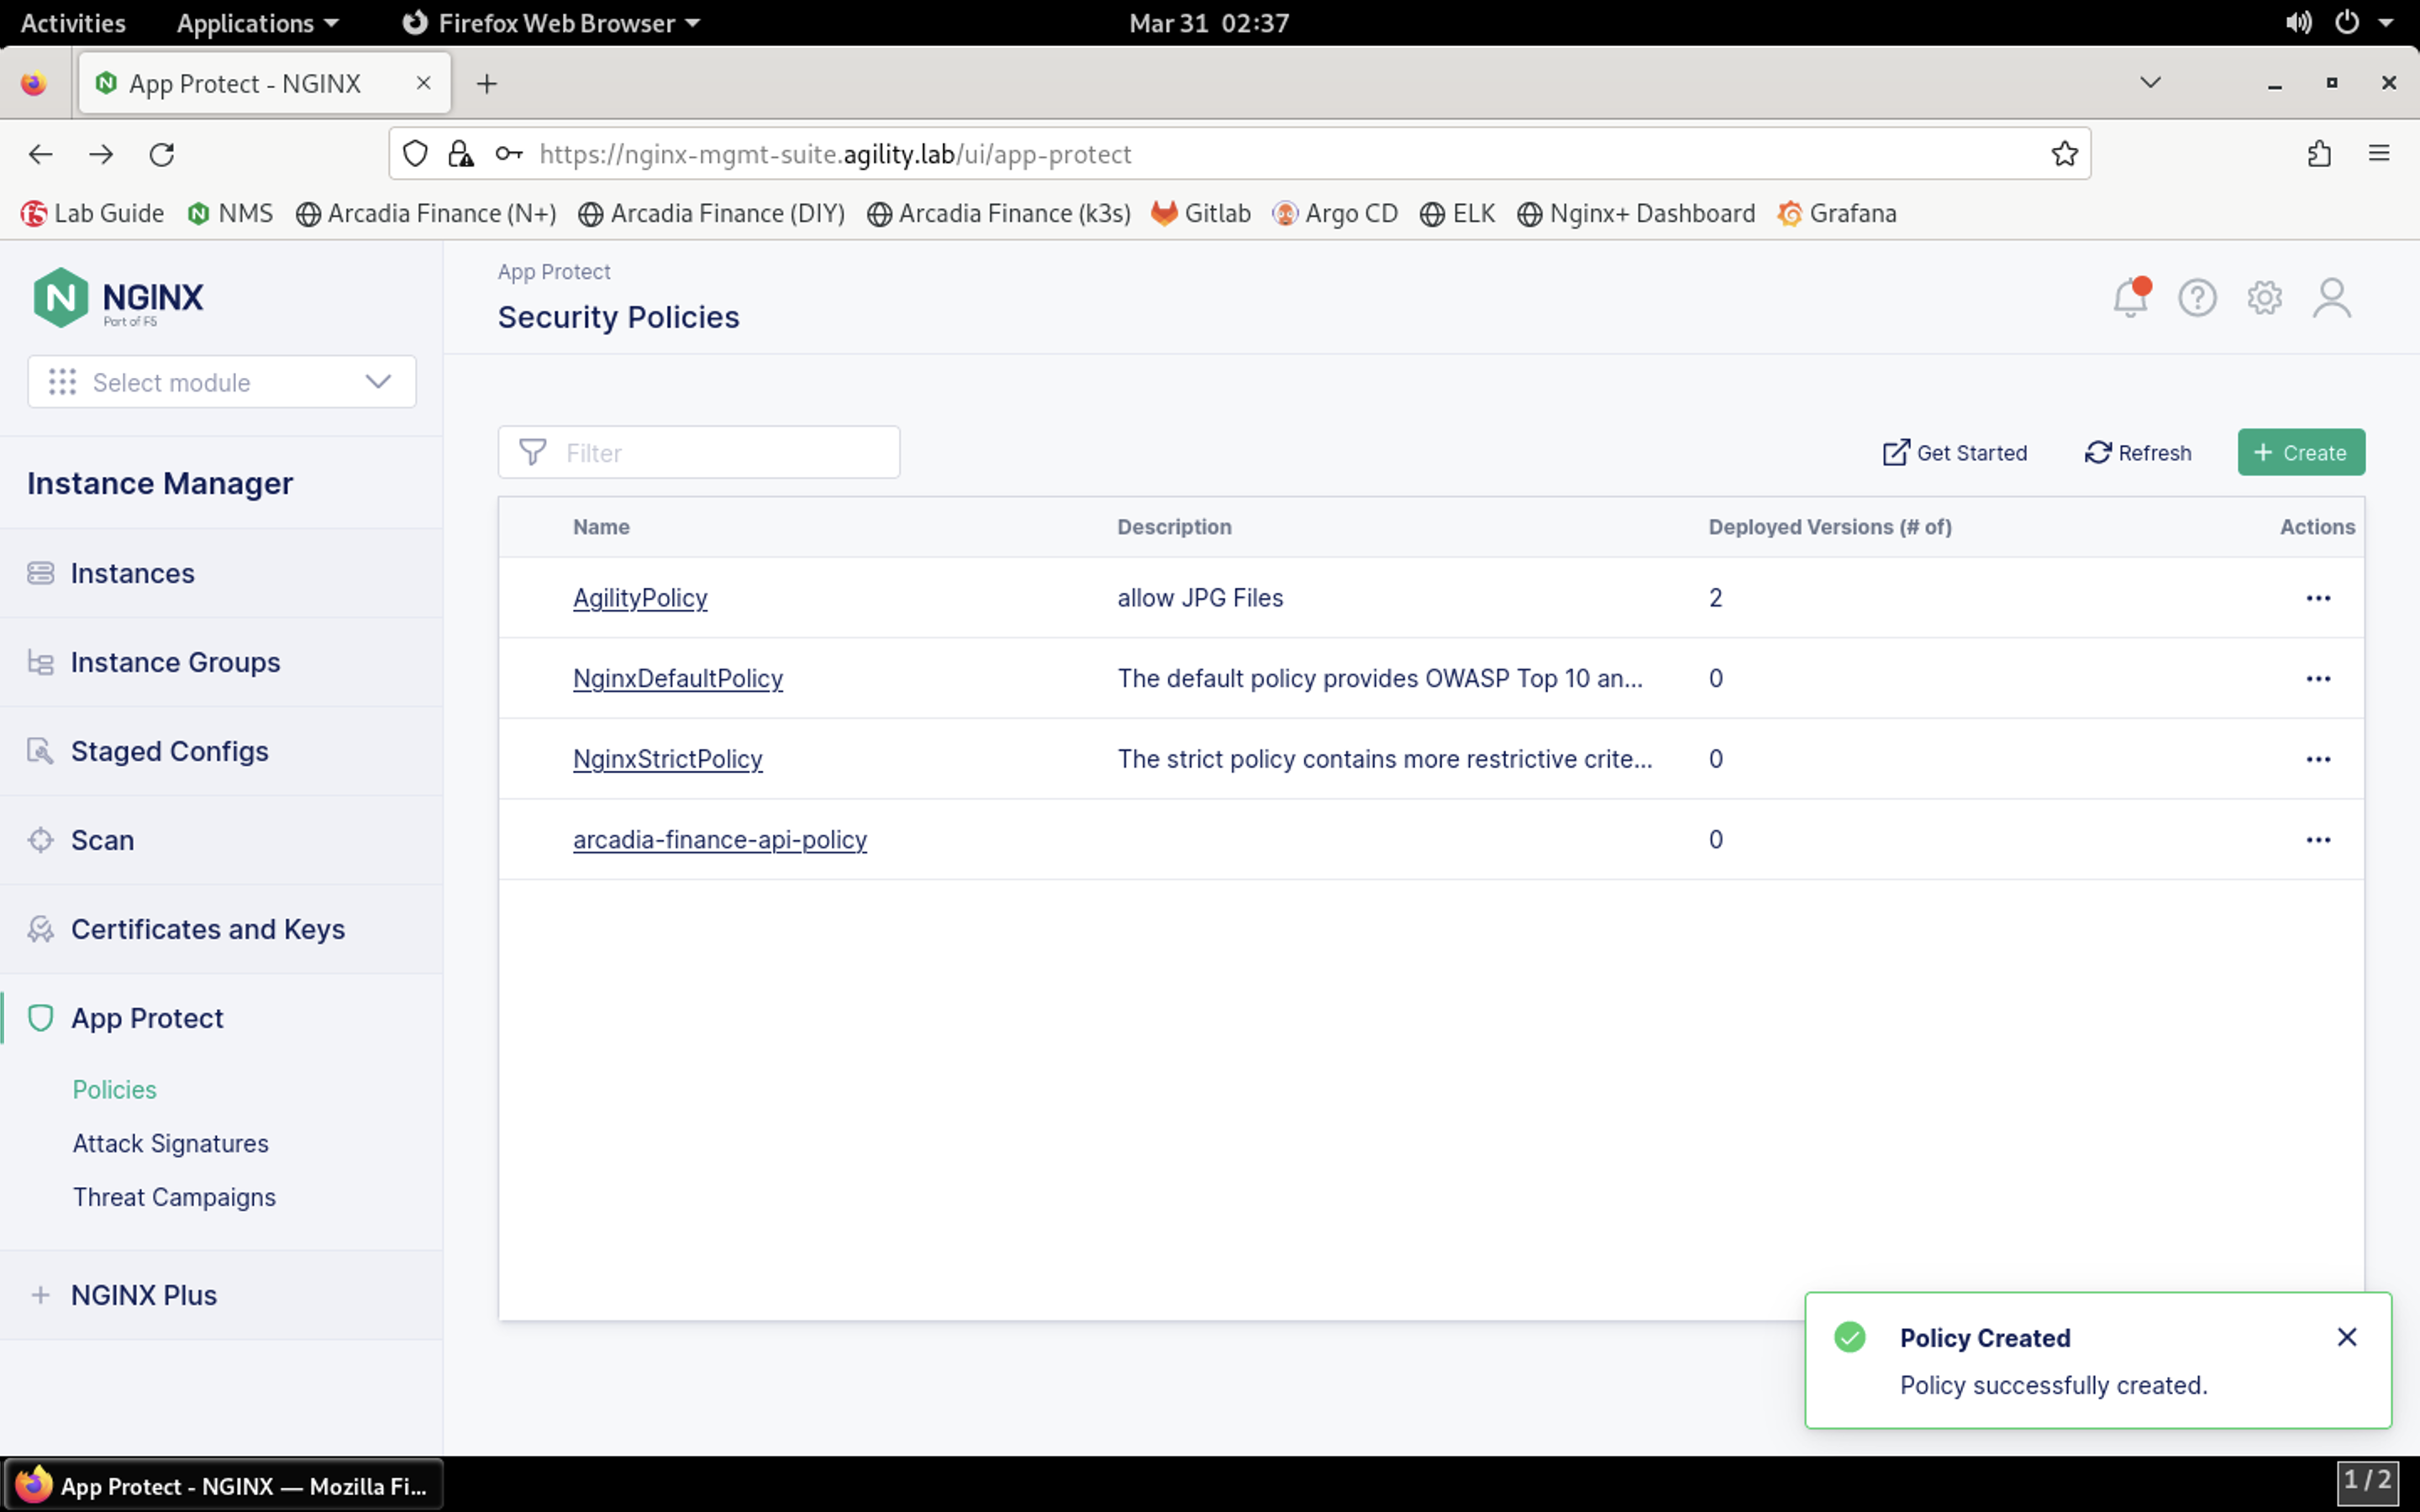 Activities Applications Firefox Web Browser Mar 31 02:37
App Protect - NGINX
https://nginx-mgmt-suite.agility.lab/ui/app-protect
Lab Guide NMS Arcadia Finance (N+) Arcadia Finance (DIY) Arcadia Finance (k3s) Gitlab Argo CD ELK Nginx+ Dashboard Grafana
NGINX
Part of F5
Select module
Instance Manager
Instances
Instance Groups
Staged Configs
Scan
Certificates and Keys
App Protect
Policies
Attack Signatures
Threat Campaigns
NGINX Plus
App Protect
Security Policies
Filter
Get Started Refresh + Create
Name Description Deployed Versions (# of) Actions
AgilityPolicy allow JPG Files 2 ...
NginxDefaultPolicy The default policy provides OWASP Top 10 an... 0 ...
NginxStrictPolicy The strict policy contains more restrictive crite... 0 ...
arcadia-finance-api-policy 0 ...
Policy Created
Policy successfully created.
App Protect - NGINX — Mozilla Fi...
1 / 2